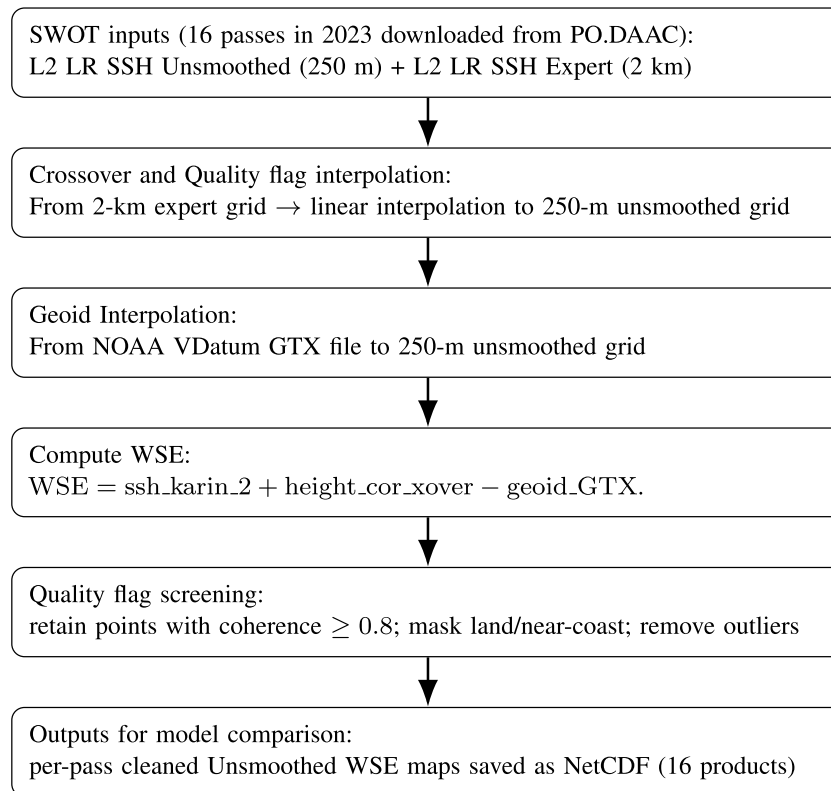 SWOT inputs (16 passes in 2023 downloaded from PO.DAAC):
L2 LR SSH Unsmoothed (250 m) + L2 LR SSH Expert (2 km)
Crossover and Quality flag interpolation:
From 2-km expert grid → linear interpolation to 250-m unsmoothed grid
Geoid Interpolation:
From NOAA VDatum GTX file to 250-m unsmoothed grid
Compute WSE:
WSE = ssh_karin_2 + height_cor_xover − geoid_GTX.
Quality flag screening:
retain points with coherence ≥ 0.8; mask land/near-coast; remove outliers
Outputs for model comparison:
per-pass cleaned Unsmoothed WSE maps saved as NetCDF (16 products)